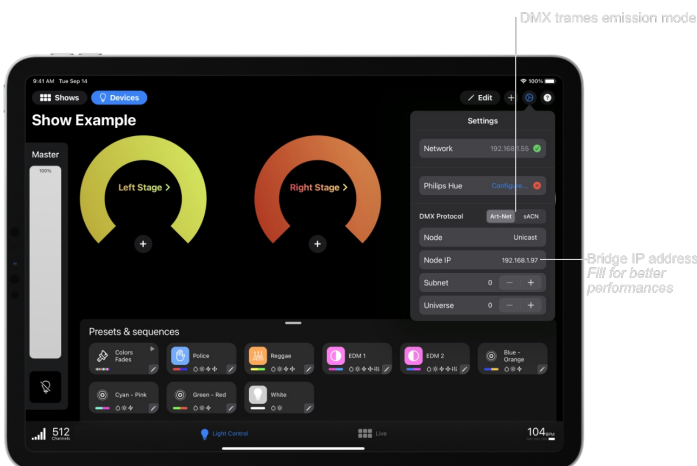 DMX trames emission mode
9:41 AM Tue Sep 14
100%
Shows
Devices
Edit
Show Example
Settings
Master
100%
Network 192.168.1.55
Left Stage >
Right Stage >
Philips Hue Configure...
DMX Protocol Art-Net sACN
Node Unicast
Node IP 192.168.1.97
Bridge IP address
Fill for better
performances
Subnet 0 - +
Universe 0 - +
Presets & sequences
Colors
Fades
Police
Reggae
EDM 1
EDM 2
Blue -
Orange
Cyan - Pink
Green - Red
White
512
Channels
Light Control
Live
104 BPM